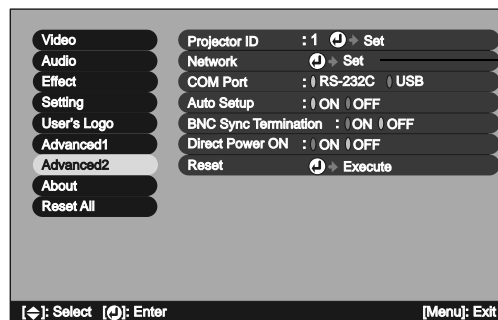 Video
Audio
Effect
Setting
User's Logo
Advanced1
Advanced2
About
Reset All
Projector ID : 1 Set
Network Set
COM Port : RS-232C USB
Auto Setup : ON OFF
BNC Sync Termination : ON OFF
Direct Power ON : ON OFF
Reset Execute
[ ]: Select [ ]: Enter [Menu]: Exit